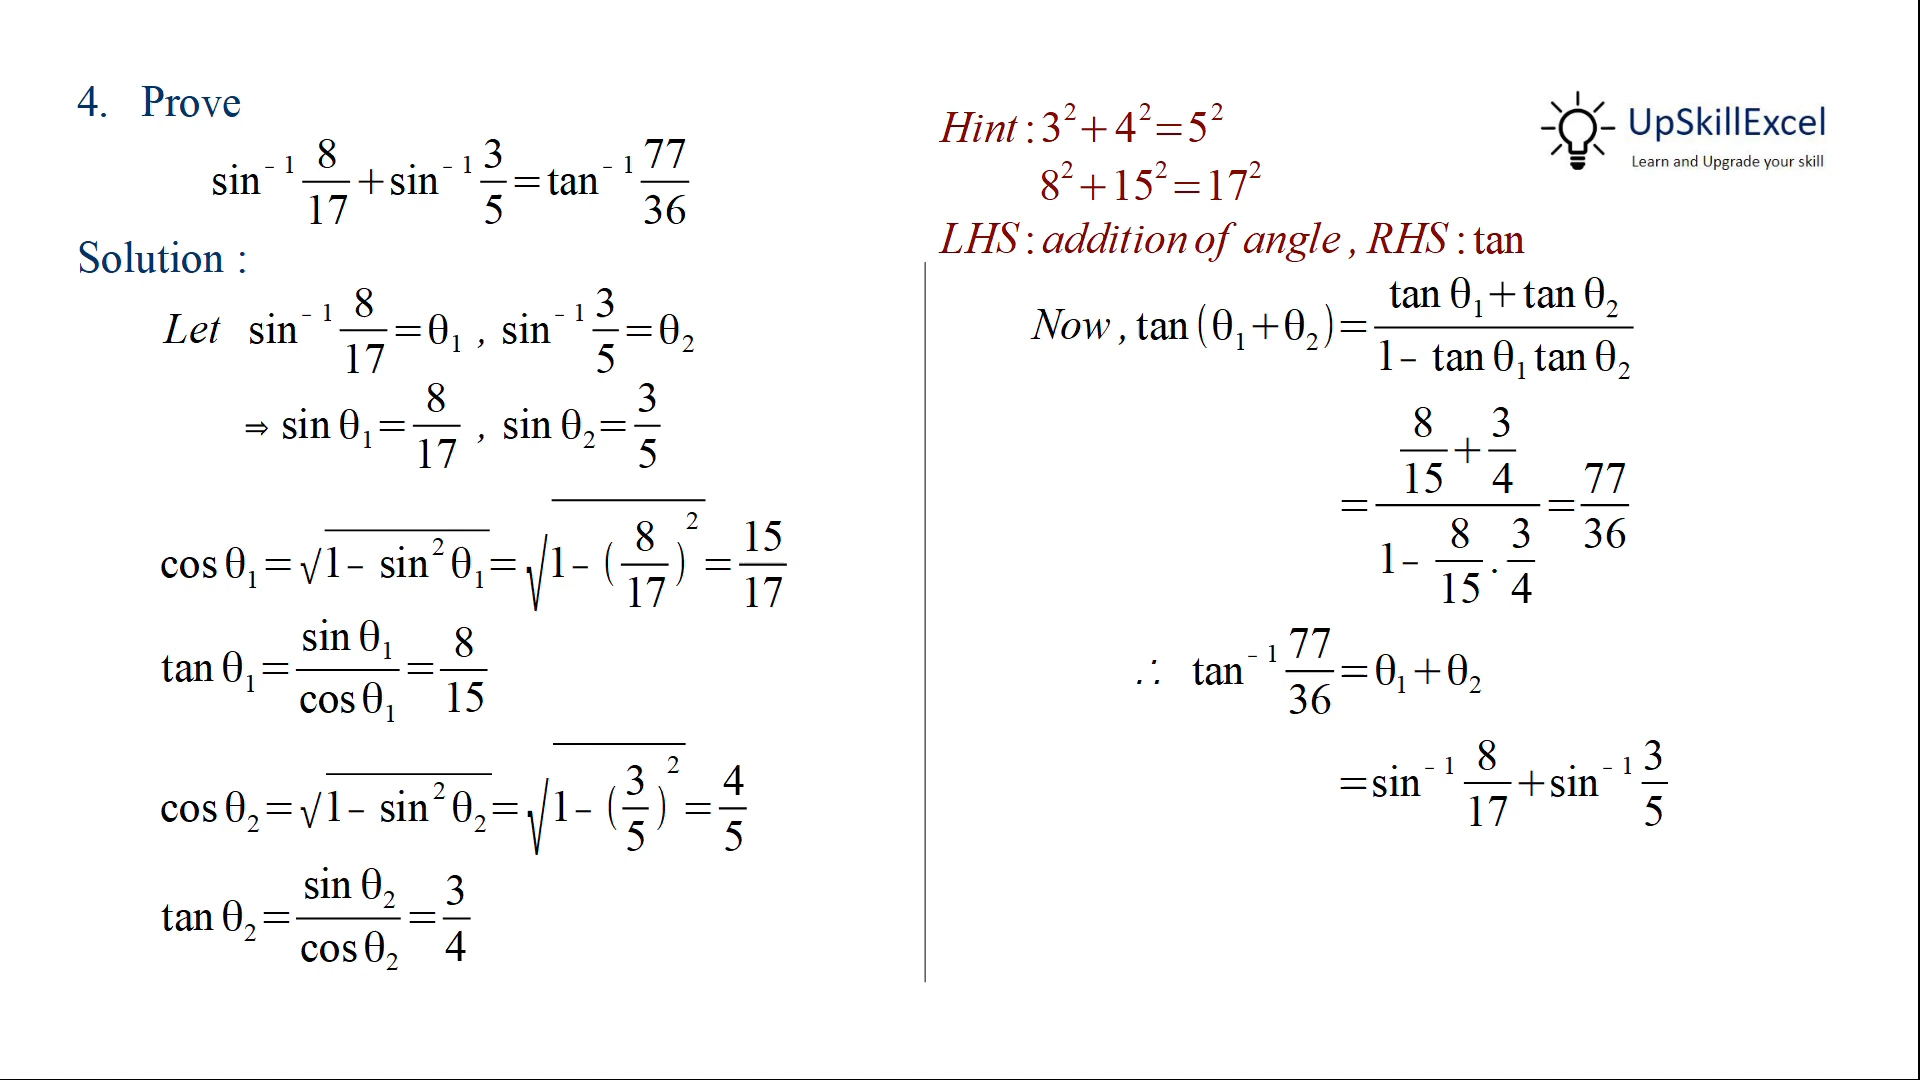 4. Prove
sin⁻¹ 8/17 + sin⁻¹ 3/5 = tan⁻¹ 77/36
Solution :
Let sin⁻¹ 8/17 = θ₁ , sin⁻¹ 3/5 = θ₂
⇒ sin θ₁ = 8/17 , sin θ₂ = 3/5
cos θ₁ = √(1 − sin² θ₁) = √(1 − (8/17)²) = 15/17
tan θ₁ = sin θ₁ / cos θ₁ = 8/15
cos θ₂ = √(1 − sin² θ₂) = √(1 − (3/5)²) = 4/5
tan θ₂ = sin θ₂ / cos θ₂ = 3/4
Hint : 3² + 4² = 5²
8² + 15² = 17²
LHS : addition of angle , RHS : tan
Now , tan (θ₁ + θ₂) = (tan θ₁ + tan θ₂) / (1 − tan θ₁ tan θ₂)
= (8/15 + 3/4) / (1 − 8/15 . 3/4) = 77/36
∴ tan⁻¹ 77/36 = θ₁ + θ₂
= sin⁻¹ 8/17 + sin⁻¹ 3/5
UpSkillExcel
Learn and Upgrade your skill